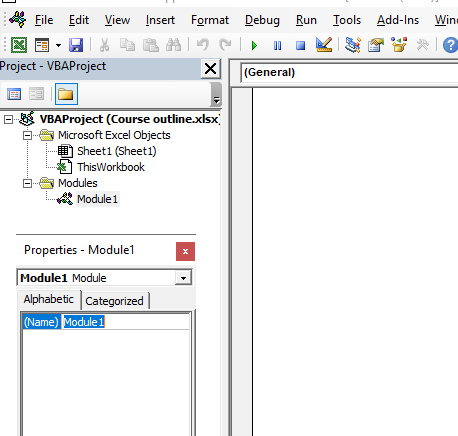 File Edit View Insert Format Debug Run Tools Add-Ins
Project - VBAProject
(General)
VBAProject (Course outline.xlsx)
Microsoft Excel Objects
Sheet1 (Sheet1)
ThisWorkbook
Modules
Module1
Properties - Module1
Module1 Module
Alphabetic Categorized
(Name) Module1